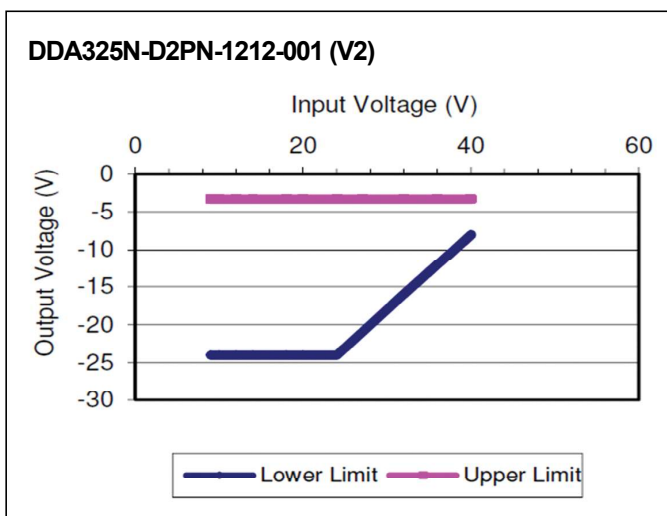 DDA325N-D2PN-1212-001 (V2)
Input Voltage (V)
0 20 40 60
Output Voltage (V)
0
-5
-10
-15
-20
-25
-30
Lower Limit Upper Limit